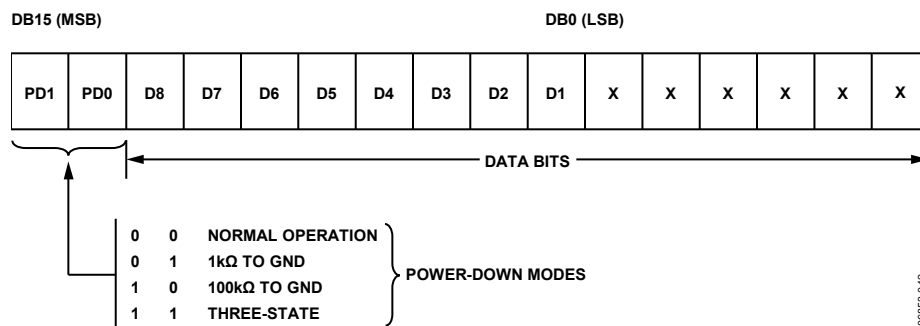 DB15 (MSB) DB0 (LSB)
PD1 PD0 D8 D7 D6 D5 D4 D3 D2 D1 X X X X X X
DATA BITS
0 0 NORMAL OPERATION
0 1 1kΩ TO GND
1 0 100kΩ TO GND
1 1 THREE-STATE
POWER-DOWN MODES